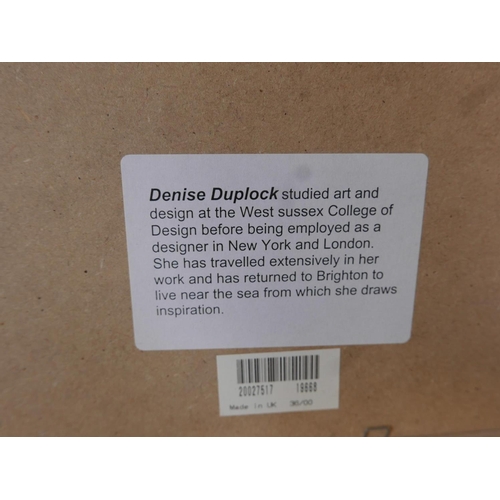 Denise Duplock studied art and
design at the West sussex College of
Design before being employed as a
designer in New York and London.
She has travelled extensively in her
work and has returned to Brighton to
live near the sea from which she draws
inspiration.
20027517 18668
Made in UK 36/00